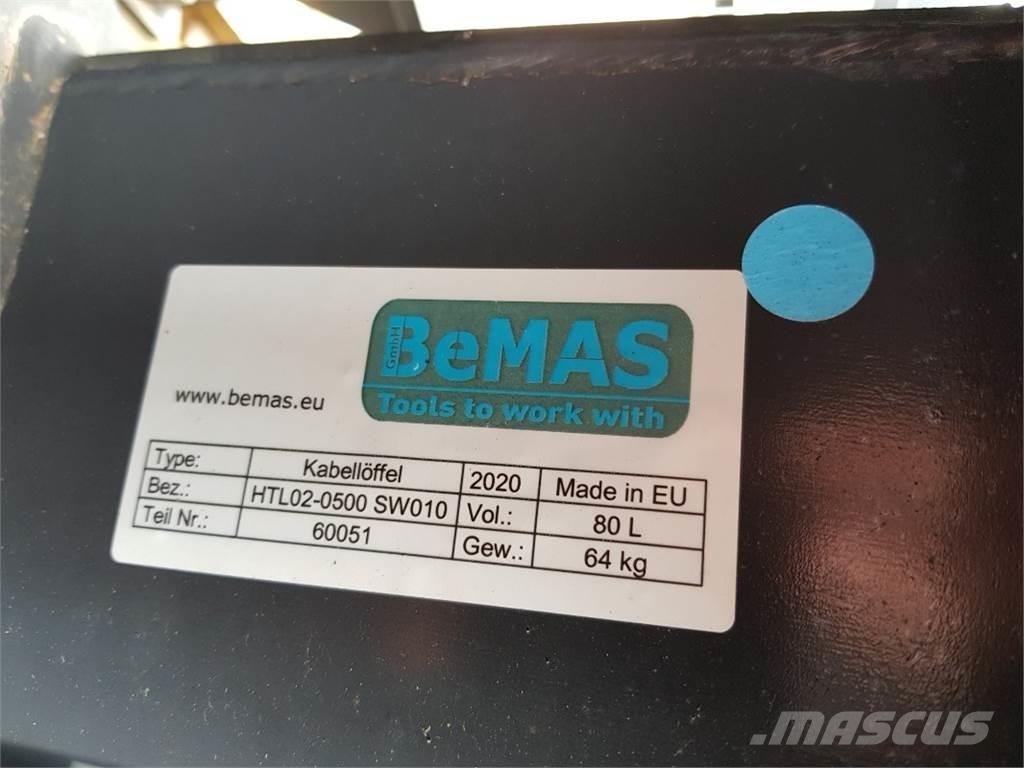 GmbH
BeMAS
Tools to work with
www.bemas.eu
Type: Kabellöffel 2020 Made in EU
Bez.: HTL02-0500 SW010 Vol.: 80 L
Teil Nr.: 60051 Gew.: 64 kg
MASCUS